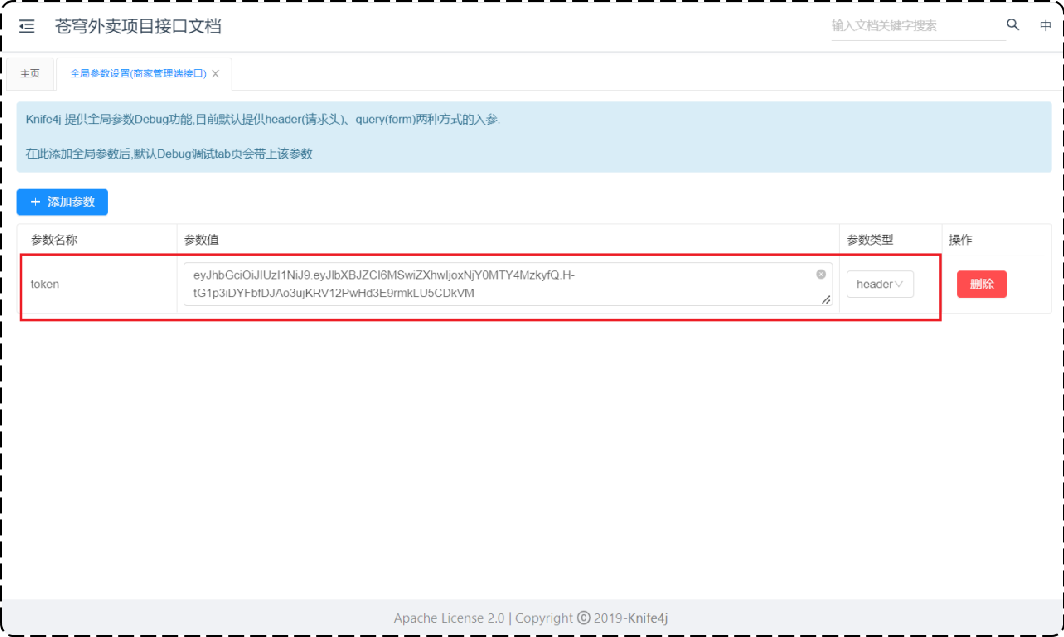 苍穹外卖项目接口文档
输入文档关键字搜索
中
主页
全局参数设置(商家管理端接口)
Knife4j 提供全局参数Debug功能,目前默认提供header(请求头)、query(form)两种方式的入参.
在此添加全局参数后,默认Debug调试tab页会带上该参数
+ 添加参数
参数名称 参数值 参数类型 操作
token
header 删除
Apache License 2.0 | Copyright © 2019-Knife4j